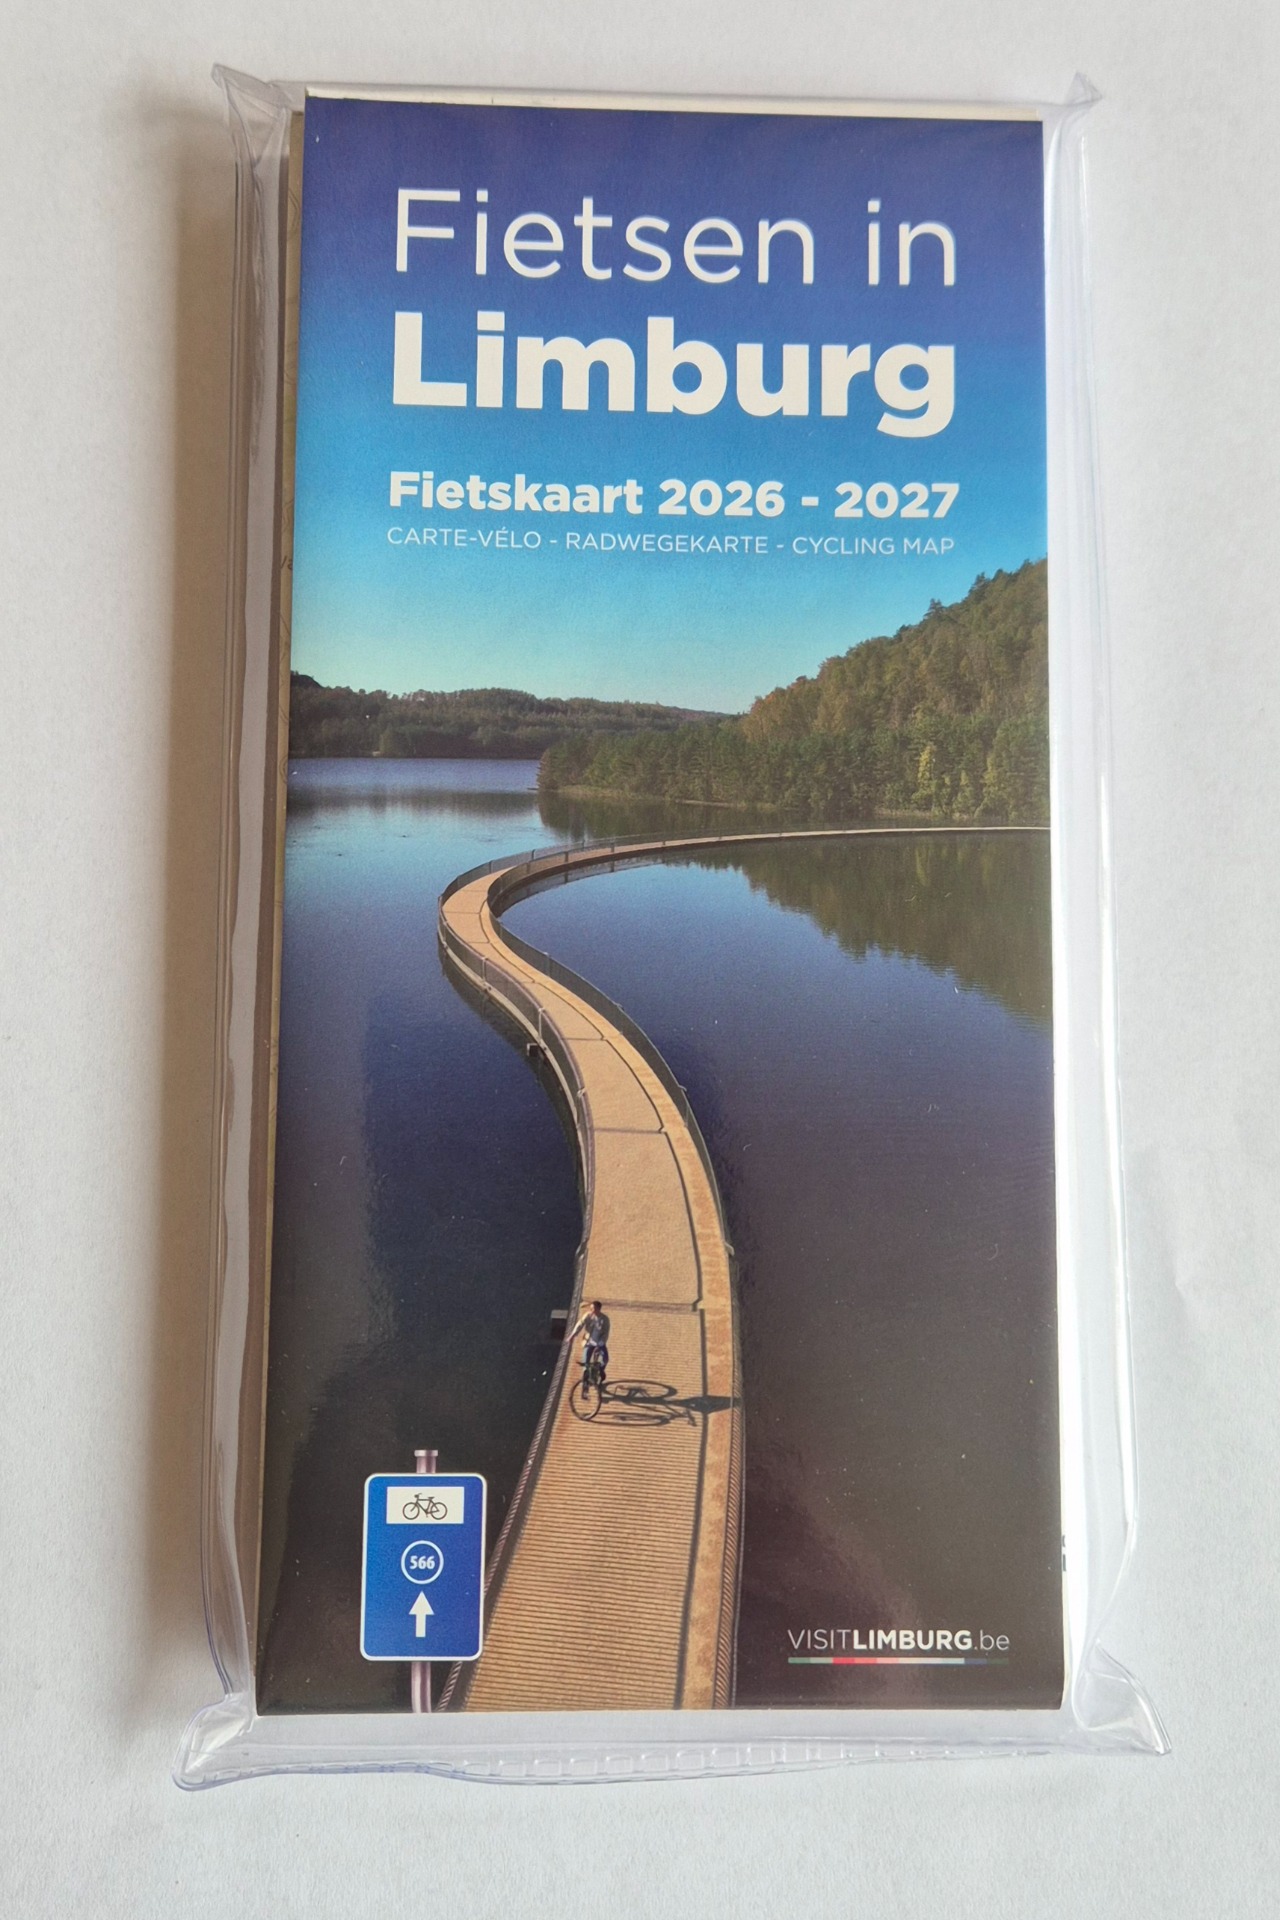 Fietsen in
Limburg
Fietskaart 2026 - 2027
CARTE-VÉLO - RADWEGEKARTE - CYCLING MAP
566
VISITLIMBURG.be